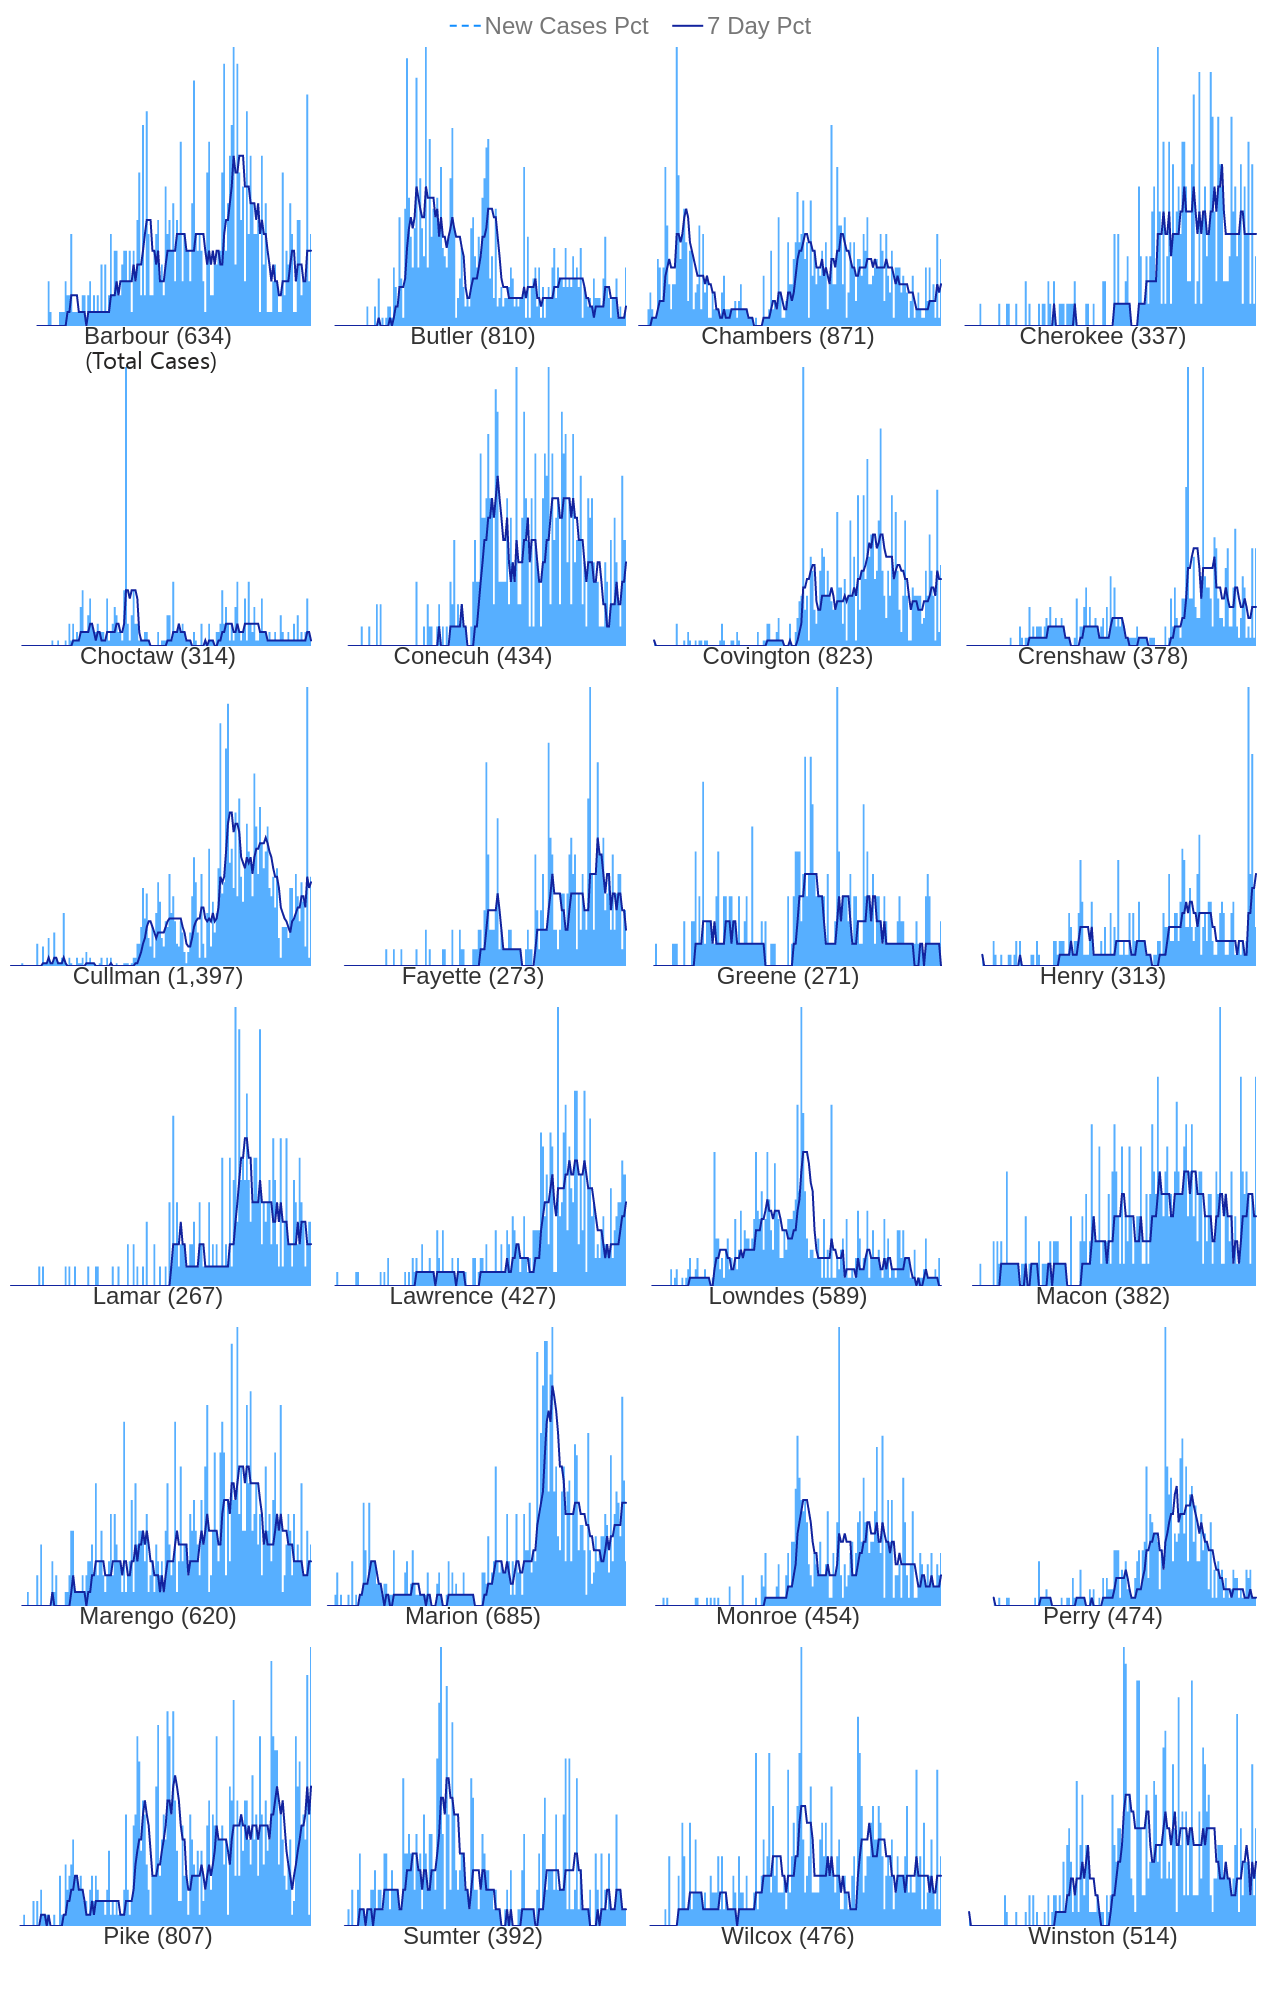 New Cases Pct 7 Day Pct
Barbour (634) Butler (810) Chambers (871) Cherokee (337)
(Total Cases)
Choctaw (314) Conecuh (434) Covington (823) Crenshaw (378)
Cullman (1,397) Fayette (273) Greene (271) Henry (313)
Lamar (267) Lawrence (427) Lowndes (589) Macon (382)
Marengo (620) Marion (685) Monroe (454) Perry (474)
Pike (807) Sumter (392) Wilcox (476) Winston (514)